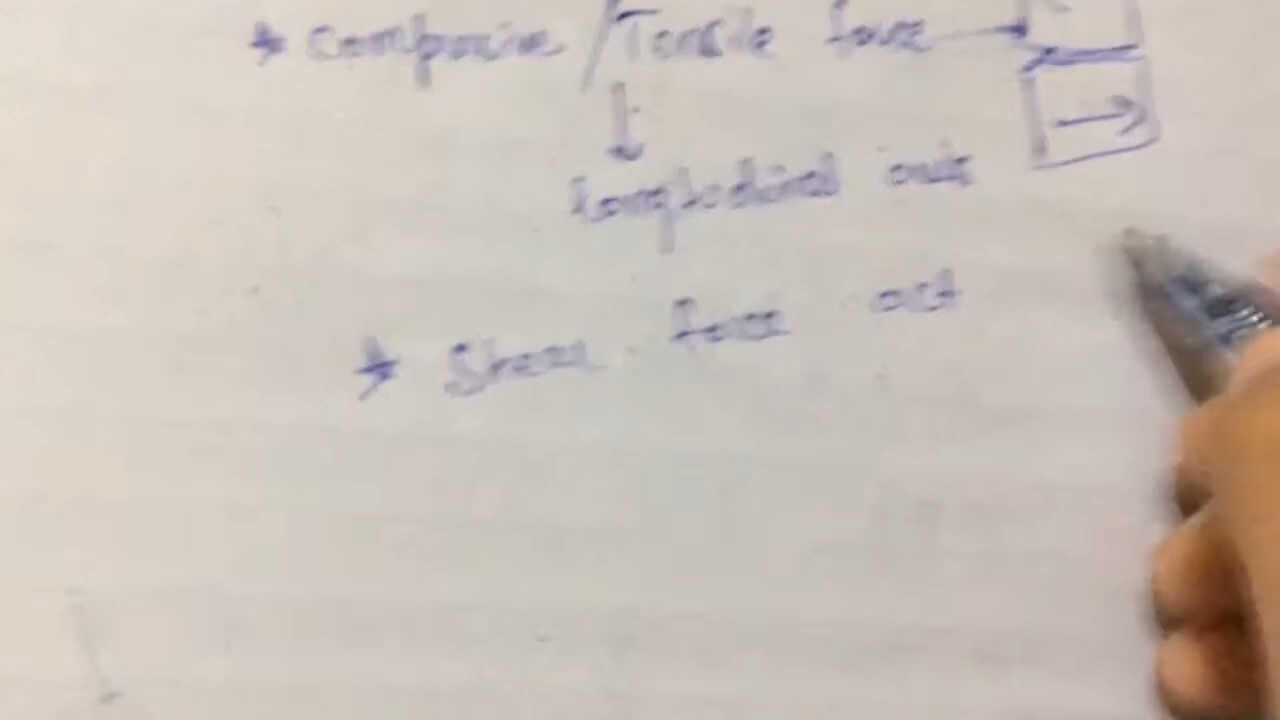 * Compressive / Tensile force →
↓
Longitudinal axis
* Shear force act